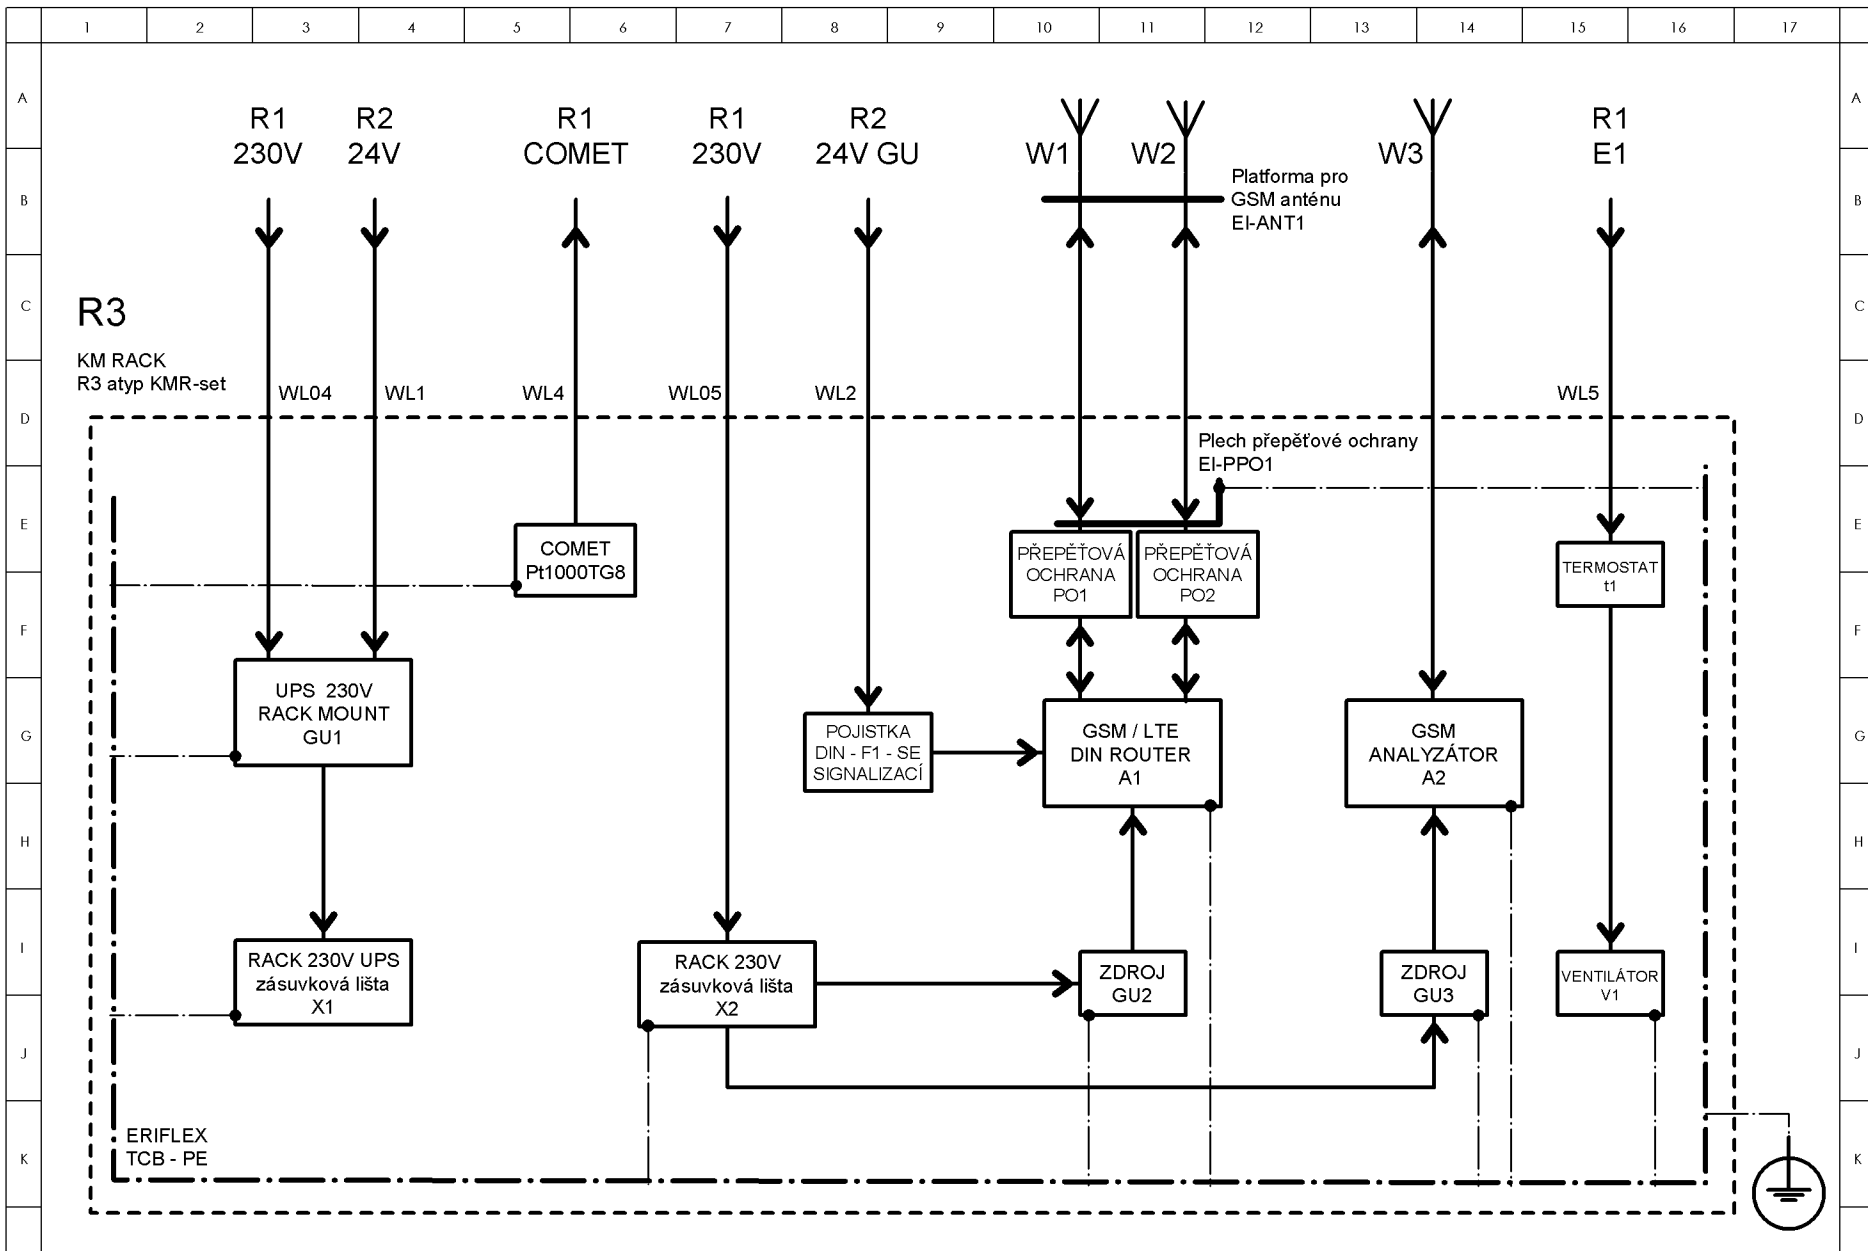 1 2 3 4 5 6 7 8 9 10 11 12 13 14 15 16 17
A A
B B
C C
D D
E E
F F
G G
H H
I I
J J
K K
R1
230V
R2
24V
R1
COMET
R1
230V
R2
24V GU
W1
W2
W3
R1
E1
Platforma pro
GSM anténu
EI-ANT1
R3
KM RACK
R3 atyp KMR-set
WL04
WL1
WL4
WL05
WL2
WL5
Plech přepěťové ochrany
EI-PPO1
COMET
Pt1000TG8
PŘEPĚŤOVÁ
OCHRANA
PO1
PŘEPĚŤOVÁ
OCHRANA
PO2
TERMOSTAT
t1
UPS 230V
RACK MOUNT
GU1
POJISTKA
DIN - F1 - SE
SIGNALIZACÍ
GSM / LTE
DIN ROUTER
A1
GSM
ANALYZÁTOR
A2
RACK 230V UPS
zásuvková lišta
X1
RACK 230V
zásuvková lišta
X2
ZDROJ
GU2
ZDROJ
GU3
VENTILÁTOR
V1
ERIFLEX
TCB - PE